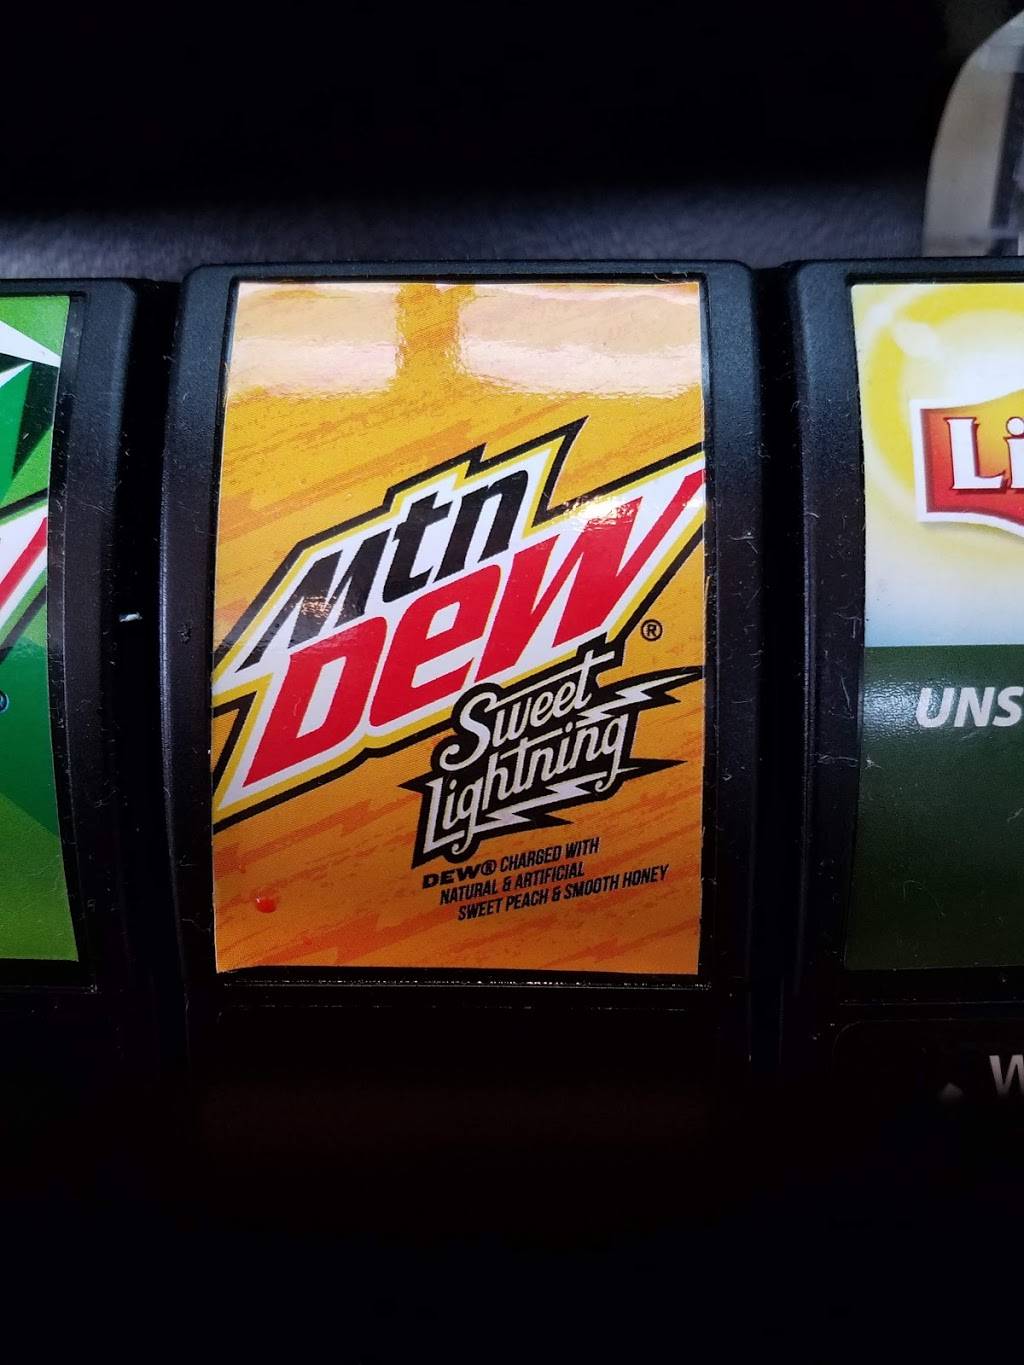 Mtn
DEW®
Sweet
Lightning
DEW® CHARGED WITH
NATURAL & ARTIFICIAL
SWEET PEACH & SMOOTH HONEY
Li
UNS
W